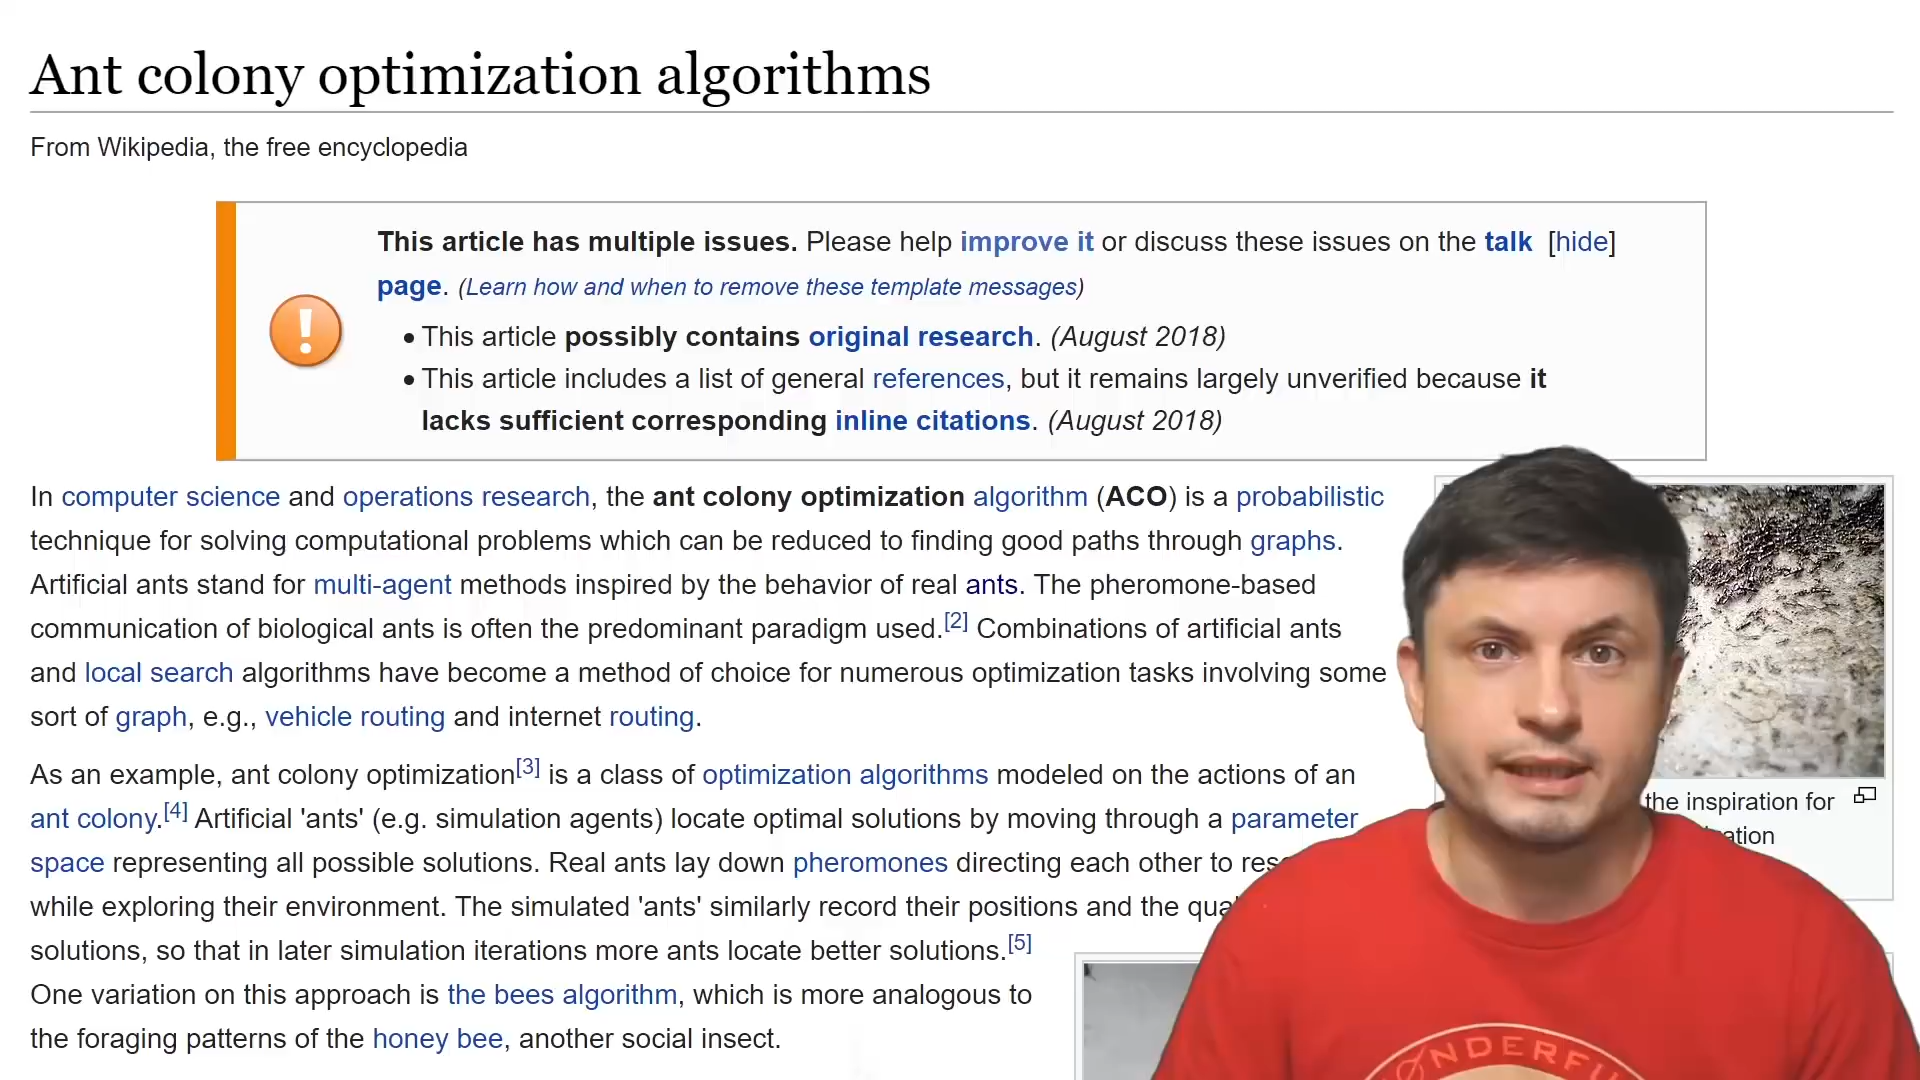 Ant colony optimization algorithms
From Wikipedia, the free encyclopedia
This article has multiple issues. Please help improve it or discuss these issues on the talk [hide]
page. (Learn how and when to remove these template messages)
• This article possibly contains original research. (August 2018)
• This article includes a list of general references, but it remains largely unverified because it
lacks sufficient corresponding inline citations. (August 2018)
In computer science and operations research, the ant colony optimization algorithm (ACO) is a probabilistic
technique for solving computational problems which can be reduced to finding good paths through graphs.
Artificial ants stand for multi-agent methods inspired by the behavior of real ants. The pheromone-based
communication of biological ants is often the predominant paradigm used.[2] Combinations of artificial ants
and local search algorithms have become a method of choice for numerous optimization tasks involving some
sort of graph, e.g., vehicle routing and internet routing.
As an example, ant colony optimization[3] is a class of optimization algorithms modeled on the actions of an
ant colony.[4] Artificial 'ants' (e.g. simulation agents) locate optimal solutions by moving through a parameter
space representing all possible solutions. Real ants lay down pheromones directing each other to
while exploring their environment. The simulated 'ants' similarly record their positions and the
solutions, so that in later simulation iterations more ants locate better solutions.[5]
One variation on this approach is the bees algorithm, which is more analogous to
the foraging patterns of the honey bee, another social insect.
the inspiration for